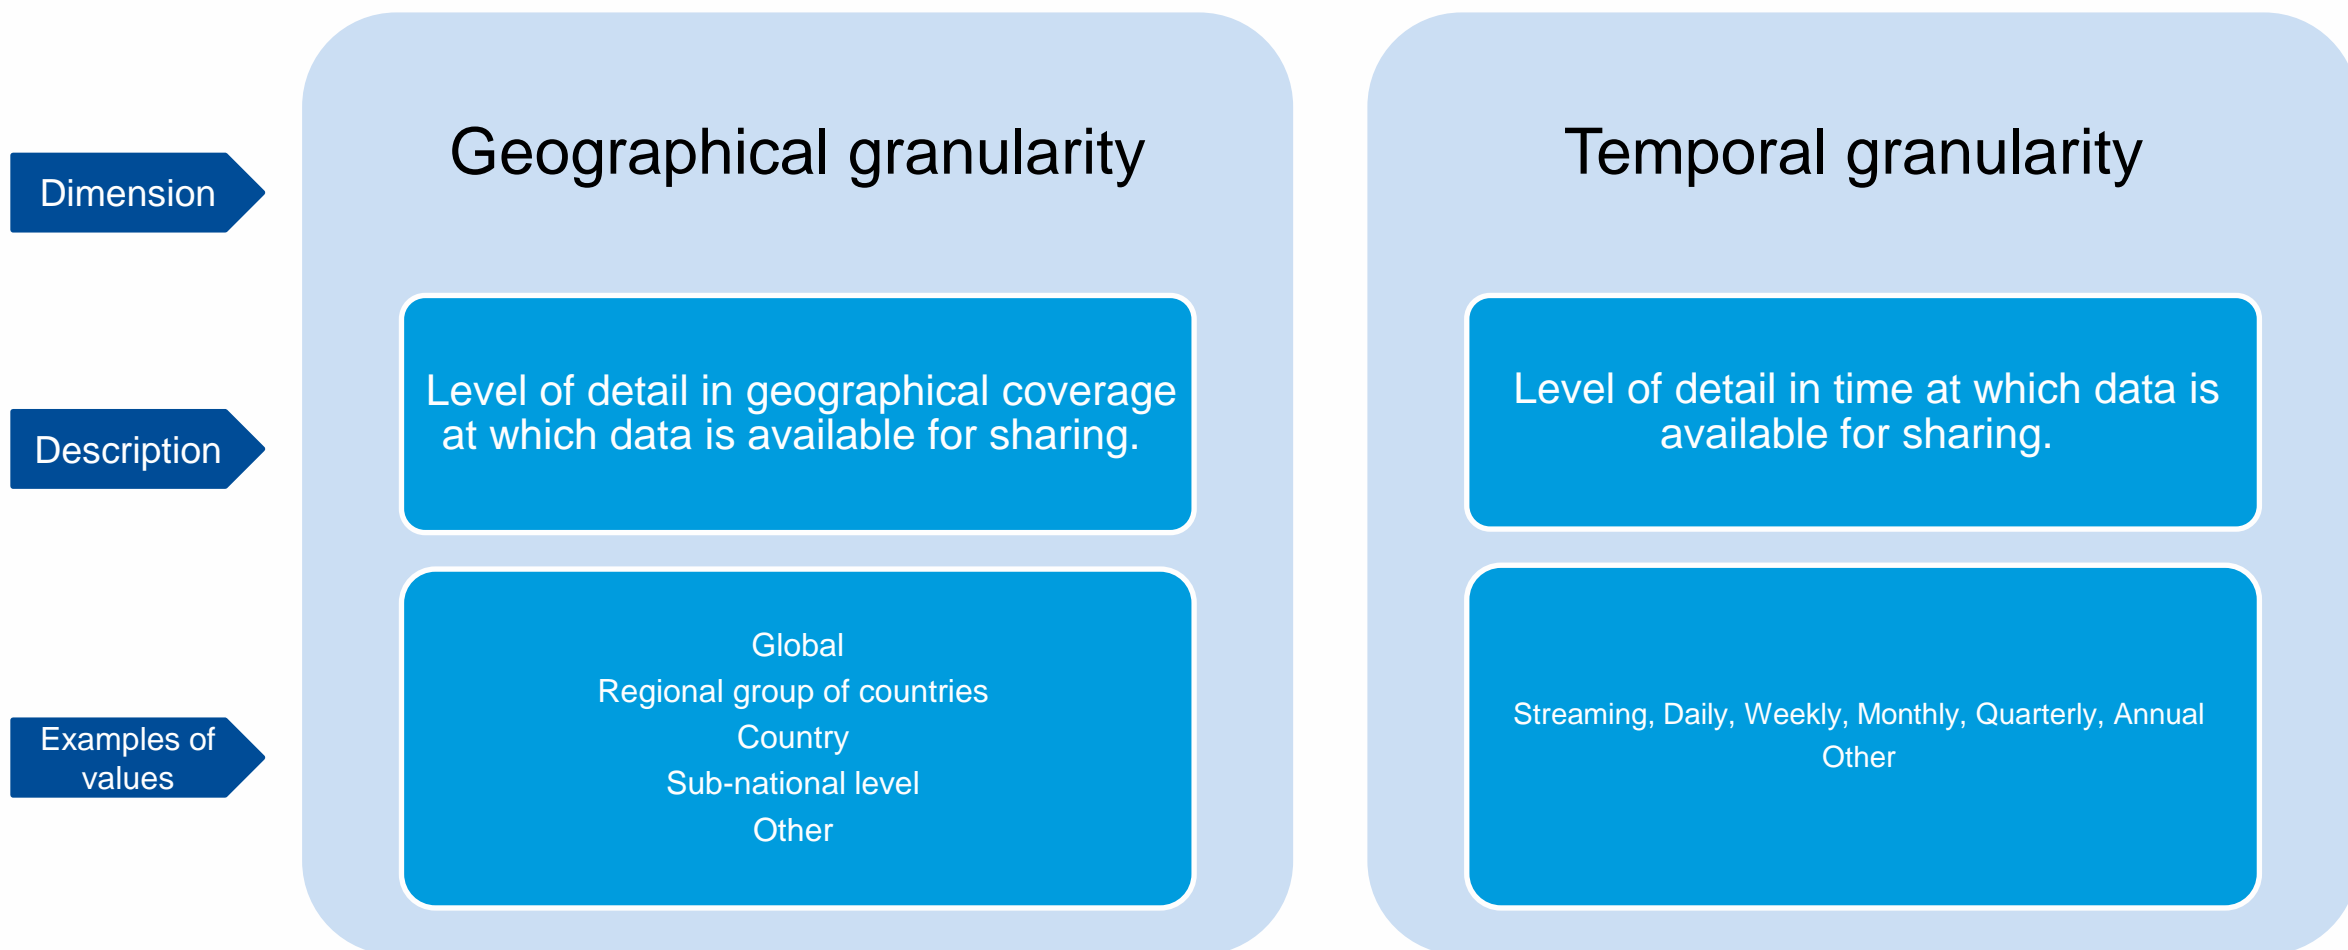 Dimension
Geographical granularity
Temporal granularity
Description
Level of detail in geographical coverage
at which data is available for sharing.
Level of detail in time at which data is
available for sharing.
Examples of
values
Global
Regional group of countries
Country
Sub-national level
Other
Streaming, Daily, Weekly, Monthly, Quarterly, Annual
Other